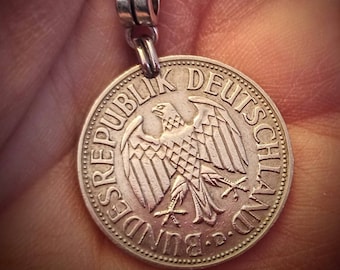 BUNDESREPUBLIK DEUTSCHLAND
· D ·